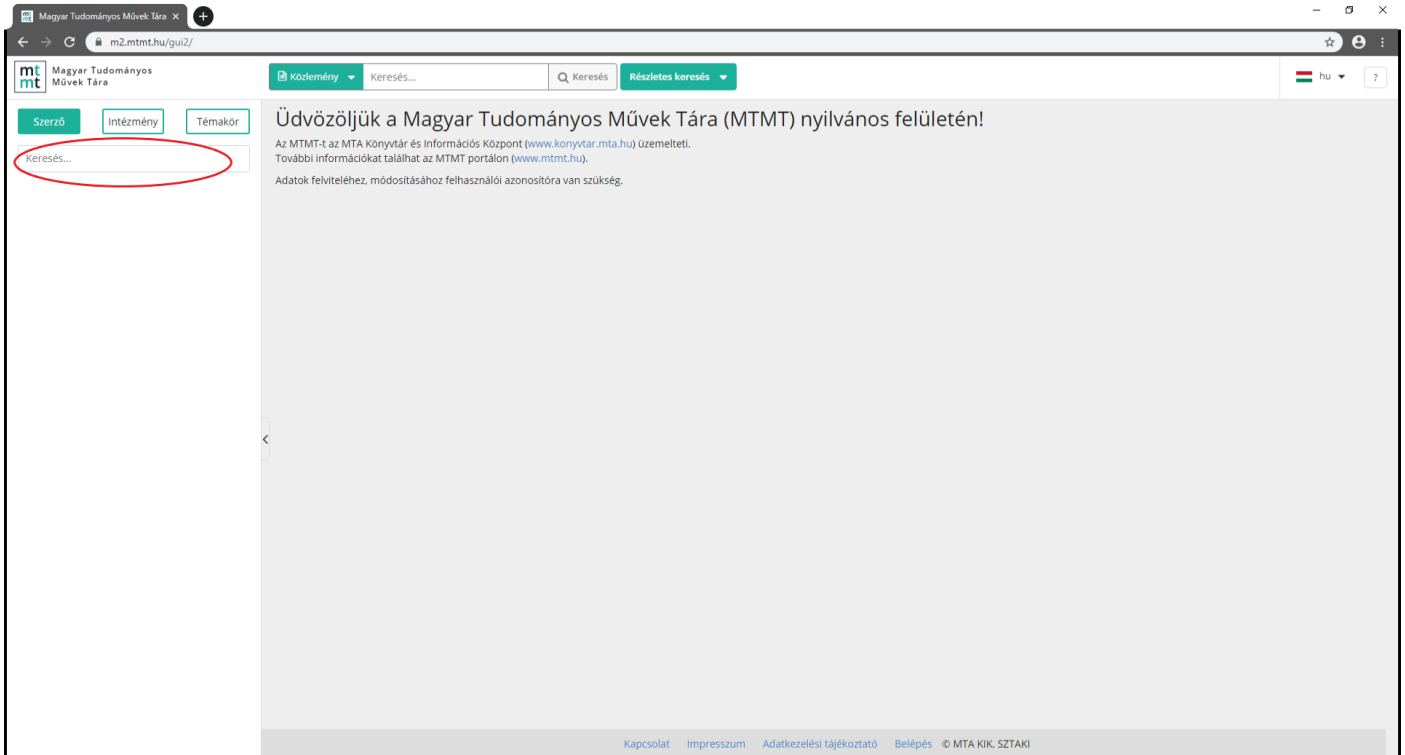 Magyar Tudományos Művek Tára
m2.mtmt.hu/gui2/
mt mt Magyar Tudományos Művek Tára
Közlemény
Keresés...
Keresés
Részletes keresés
hu
?
Szerző
Intézmény
Témakör
Keresés...
Üdvözöljük a Magyar Tudományos Művek Tára (MTMT) nyilvános felületén!
Az MTMT-t az MTA Könyvtár és Információs Központ (www.konyvtar.mta.hu) üzemelteti.
További információkat találhat az MTMT portálon (www.mtmt.hu).
Adatok felviteléhez, módosításához felhasználói azonosítóra van szükség.
Kapcsolat Impresszum Adatkezelési tájékoztató Belépés © MTA KIK, SZTAKI